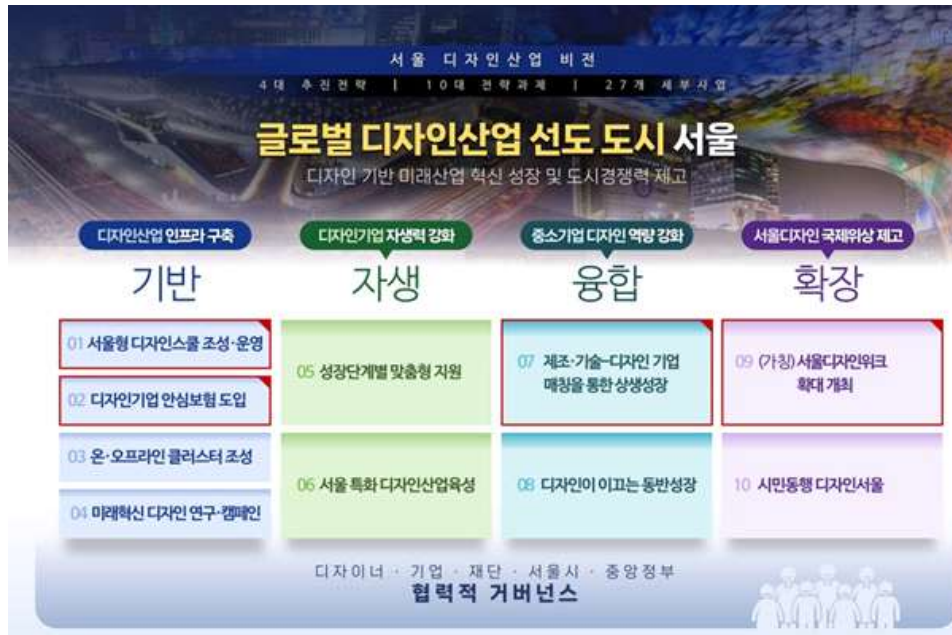 서울 디자인산업 비전
4대 추진전략 | 10대 전략과제 | 27개 세부사업
글로벌 디자인산업 선도 도시 서울
디자인 기반 미래산업 혁신 성장 및 도시경쟁력 제고
디자인산업 인프라 구축
기반
01 서울형 디자인스쿨 조성·운영
02 디자인기업 안심보험 도입
03 온·오프라인 클러스터 조성
04 미래혁신 디자인 연구·캠페인
디자인기업 자생력 강화
자생
05 성장단계별 맞춤형 지원
06 서울 특화 디자인산업육성
중소기업 디자인 역량 강화
융합
07 제조·기술–디자인 기업
매칭을 통한 상생성장
08 디자인이 이끄는 동반성장
서울디자인 국제위상 제고
확장
09 (가칭) 서울디자인위크
확대 개최
10 시민동행 디자인서울
디자이너 · 기업 · 재단 · 서울시 · 중앙정부
협력적 거버넌스